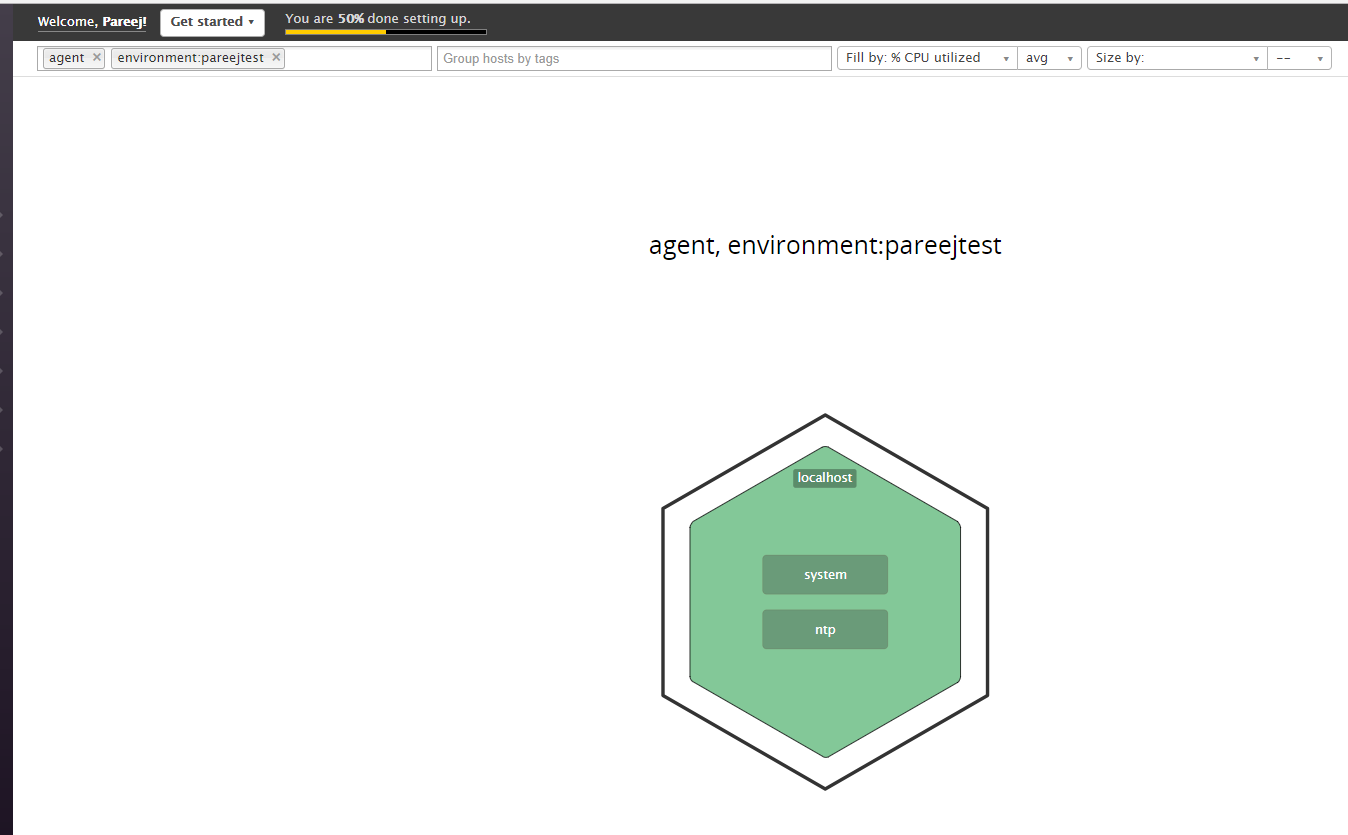 Welcome, Pareej!
Get started
You are 50% done setting up.
agent ×
environment:pareejtest ×
Group hosts by tags
Fill by: % CPU utilized
avg
Size by:
--
agent, environment:pareejtest
localhost
system
ntp